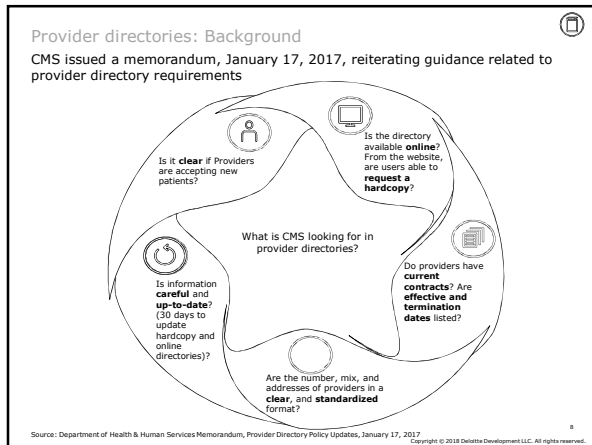 Provider directories: Background
CMS issued a memorandum, January 17, 2017, reiterating guidance related to
provider directory requirements
Is it clear if Providers
are accepting new
patients?
Is the directory
available online?
From the website,
are users able to
request a
hardcopy?
What is CMS looking for in
provider directories?
Do providers have
current
contracts? Are
effective and
termination
dates listed?
Is information
careful and
up-to-date?
(30 days to
update
hardcopy and
online
directories)?
Are the number, mix, and
addresses of providers in a
clear, and standardized
format?
Source: Department of Health & Human Services Memorandum, Provider Directory Policy Updates, January 17, 2017
8
Copyright © 2018 Deloitte Development LLC. All rights reserved.